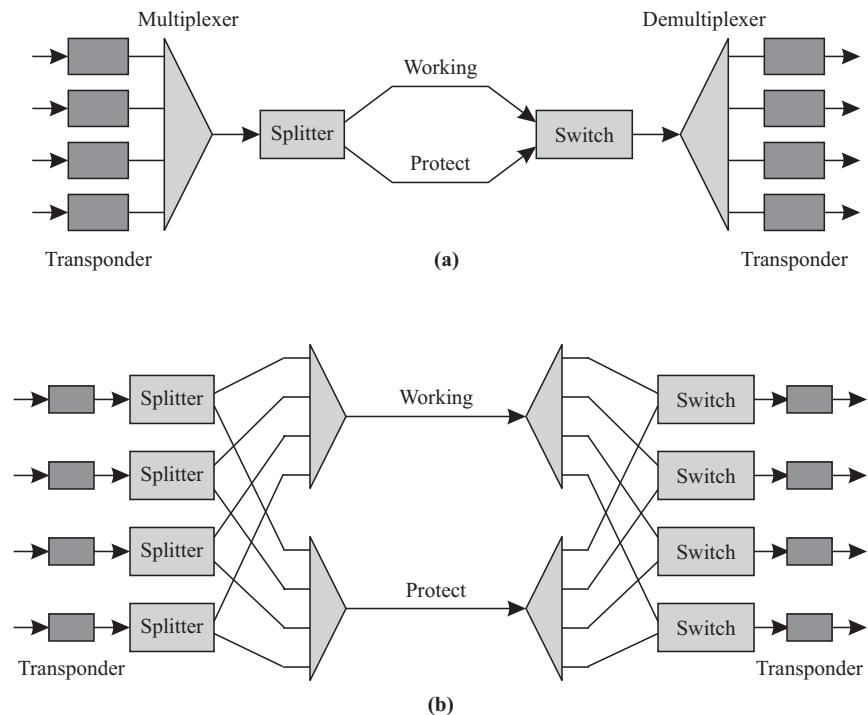 Multiplexer
Demultiplexer
Working
Splitter
Switch
Protect
Transponder
Transponder
(a)
Splitter
Working
Switch
Splitter
Switch
Splitter
Switch
Protect
Splitter
Switch
Transponder
Transponder
(b)